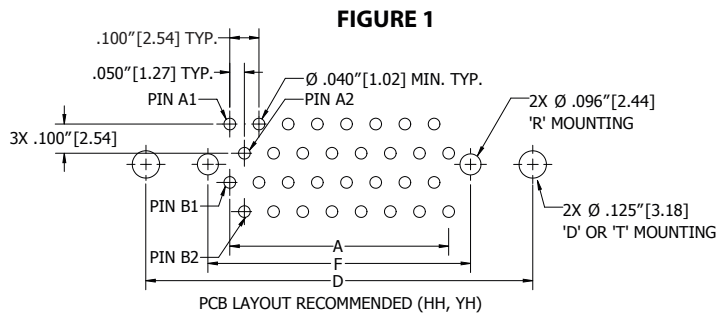 FIGURE 1
.100"[2.54] TYP.
.050"[1.27] TYP.
Ø .040"[1.02] MIN. TYP.
PIN A1
PIN A2
2X Ø .096"[2.44]
'R' MOUNTING
3X .100"[2.54]
PIN B1
2X Ø .125"[3.18]
'D' OR 'T' MOUNTING
PIN B2
A
F
D
PCB LAYOUT RECOMMENDED (HH, YH)